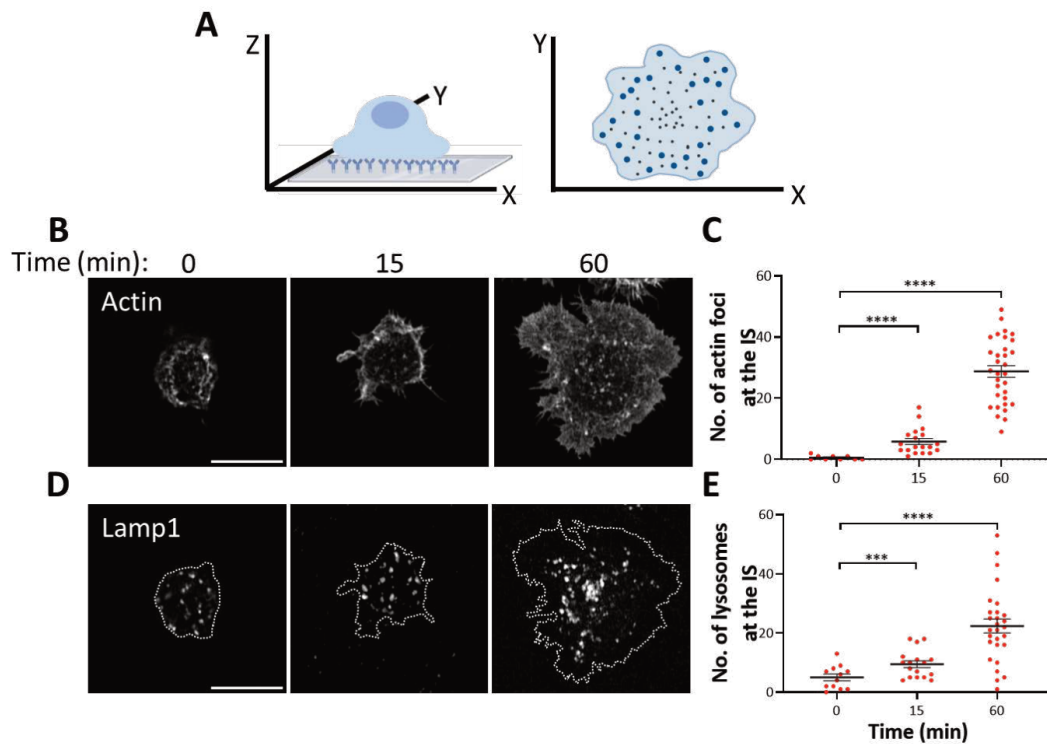 A
Z
Y
X
Y
X
B
Time (min): 0 15 60
Actin
C
No. of actin foci
at the IS
60
40
20
0
****
****
0 15 60
D
Lamp1
E
No. of lysosomes
at the IS
60
40
20
0
****
***
0 15 60
Time (min)